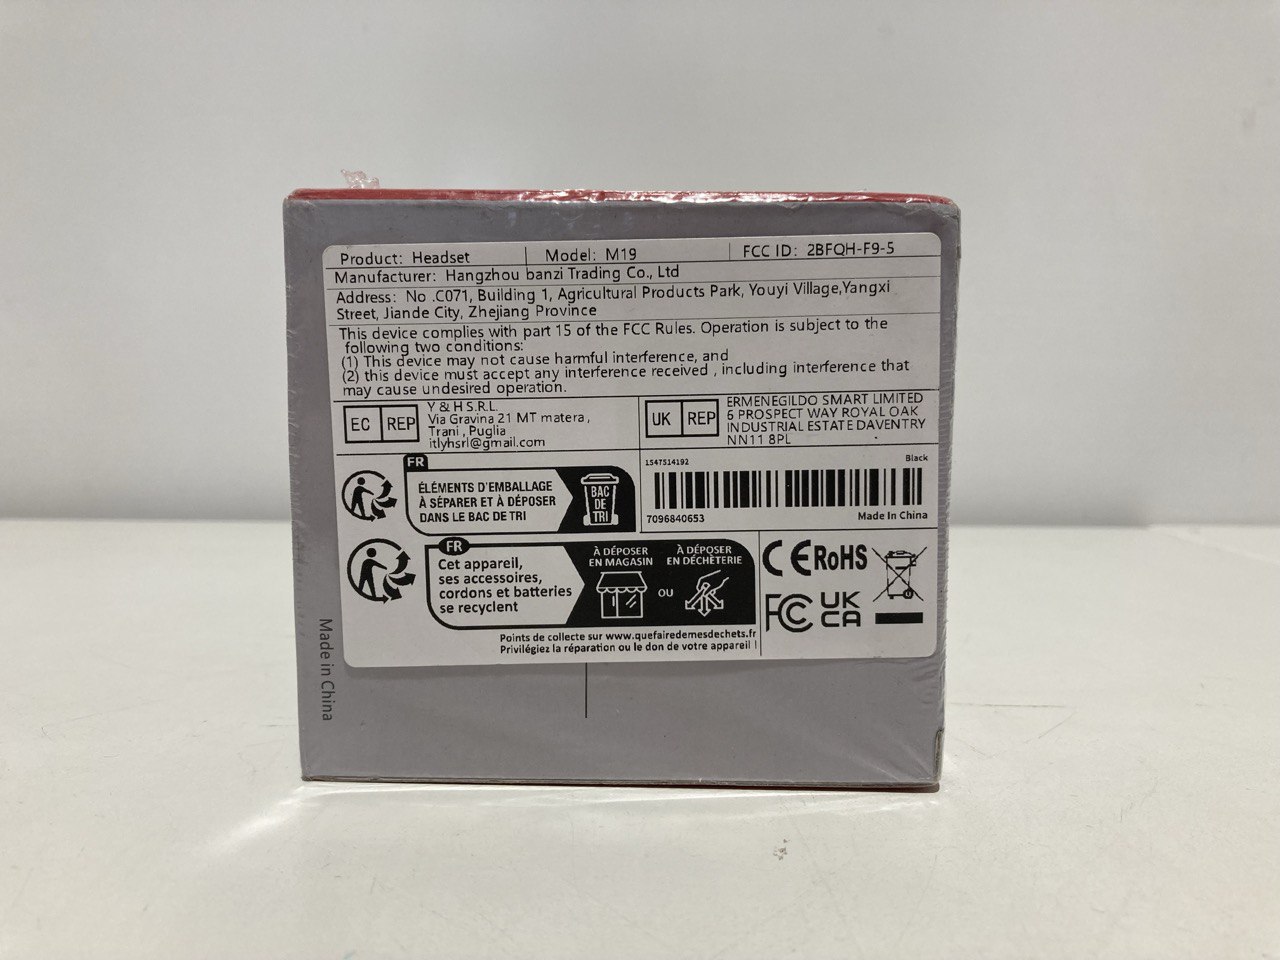 Product: Headset
Model: M19
FCC ID: 2BFQH-F9-5
Manufacturer: Hangzhou banzi Trading Co., Ltd
Address: No .C071, Building 1, Agricultural Products Park, Youyi Village,Yangxi
Street, Jiande City, Zhejiang Province
This device complies with part 15 of the FCC Rules. Operation is subject to the
following two conditions:
(1) This device may not cause harmful interference, and
(2) this device must accept any interference received , including interference that
may cause undesired operation.
EC REP
Y & H S.R.L.
Via Gravina 21 MT matera ,
Trani , Puglia
itlyhsrl@gmail.com
UK REP
ERMENEGILDO SMART LIMITED
6 PROSPECT WAY ROYAL OAK
INDUSTRIAL ESTATE DAVENTRY
NN11 8PL
FR
ÉLÉMENTS D'EMBALLAGE
À SÉPARER ET À DÉPOSER
DANS LE BAC DE TRI
BAC
DE
TRI
1547514192
Black
7096840653
Made In China
FR
Cet appareil,
ses accessoires,
cordons et batteries
se recyclent
À DÉPOSER
EN MAGASIN
OU
À DÉPOSER
EN DÉCHÈTERIE
Points de collecte sur www.quefairedemesdechets.fr
Privilégiez la réparation ou le don de votre appareil !
CE RoHS
FC UK
CA
Made in China